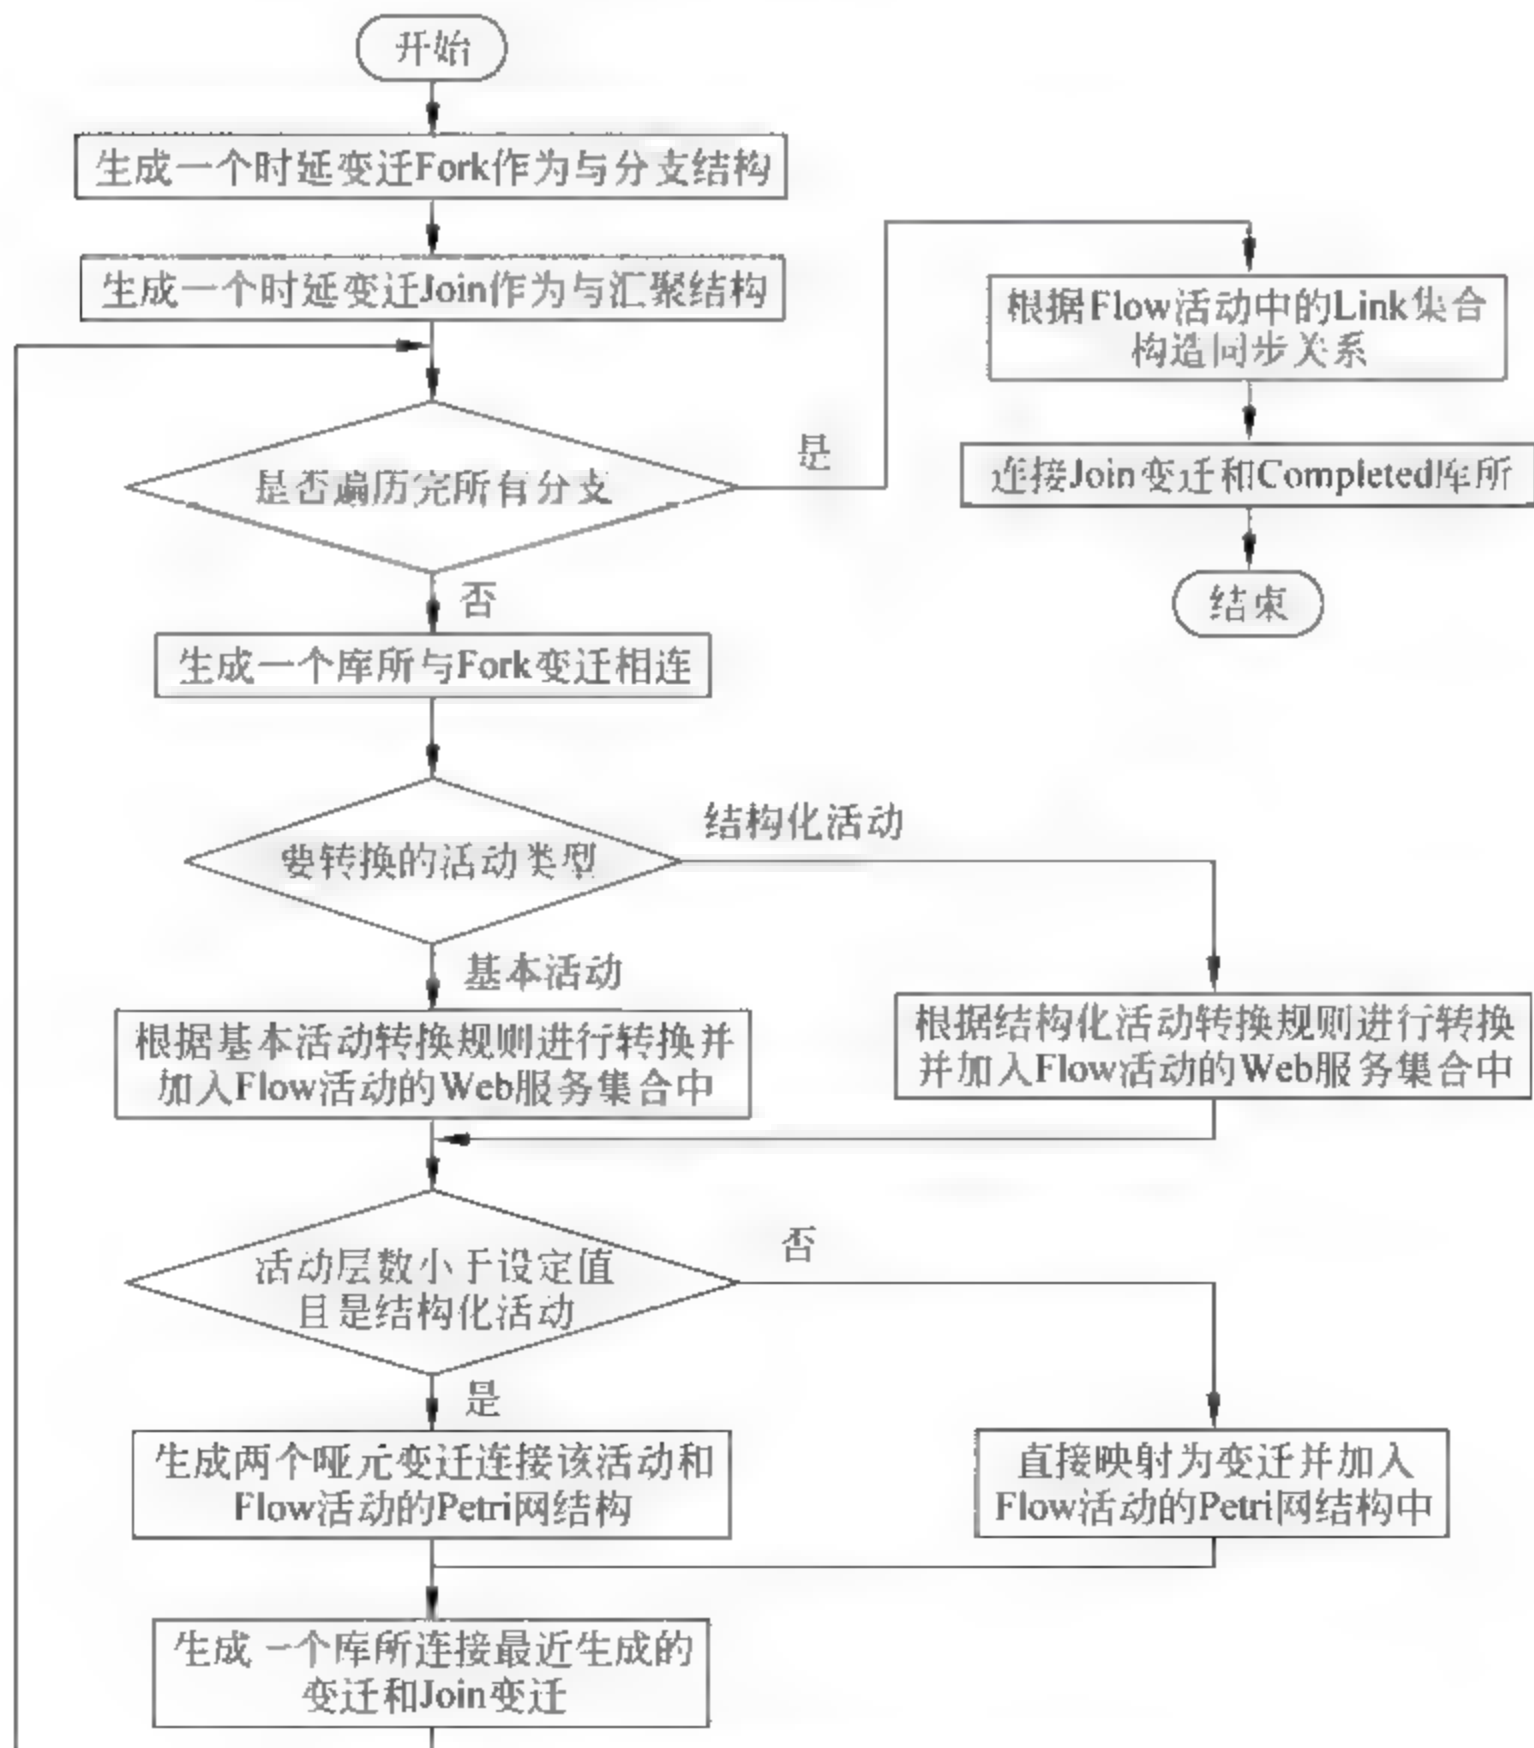 开始
生成一个时延变迁Fork作为与分支结构
生成一个时延变迁Join作为与汇聚结构
根据Flow活动中的Link集合
构造同步关系
是
是否遍历完所有分支
连接Join变迁和Completed库所
否
结束
生成一个库所与Fork变迁相连
结构化活动
要转换的活动类型
基本活动
根据基本活动转换规则进行转换并
加入Flow活动的Web服务集合中
根据结构化活动转换规则进行转换
并加入Flow活动的Web服务集合中
否
活动层数小于设定值
且是结构化活动
是
生成两个哑元变迁连接该活动和
Flow活动的Petri网结构
直接映射为变迁并加入
Flow活动的Petri网结构中
生成一个库所连接最近生成的
变迁和Join变迁